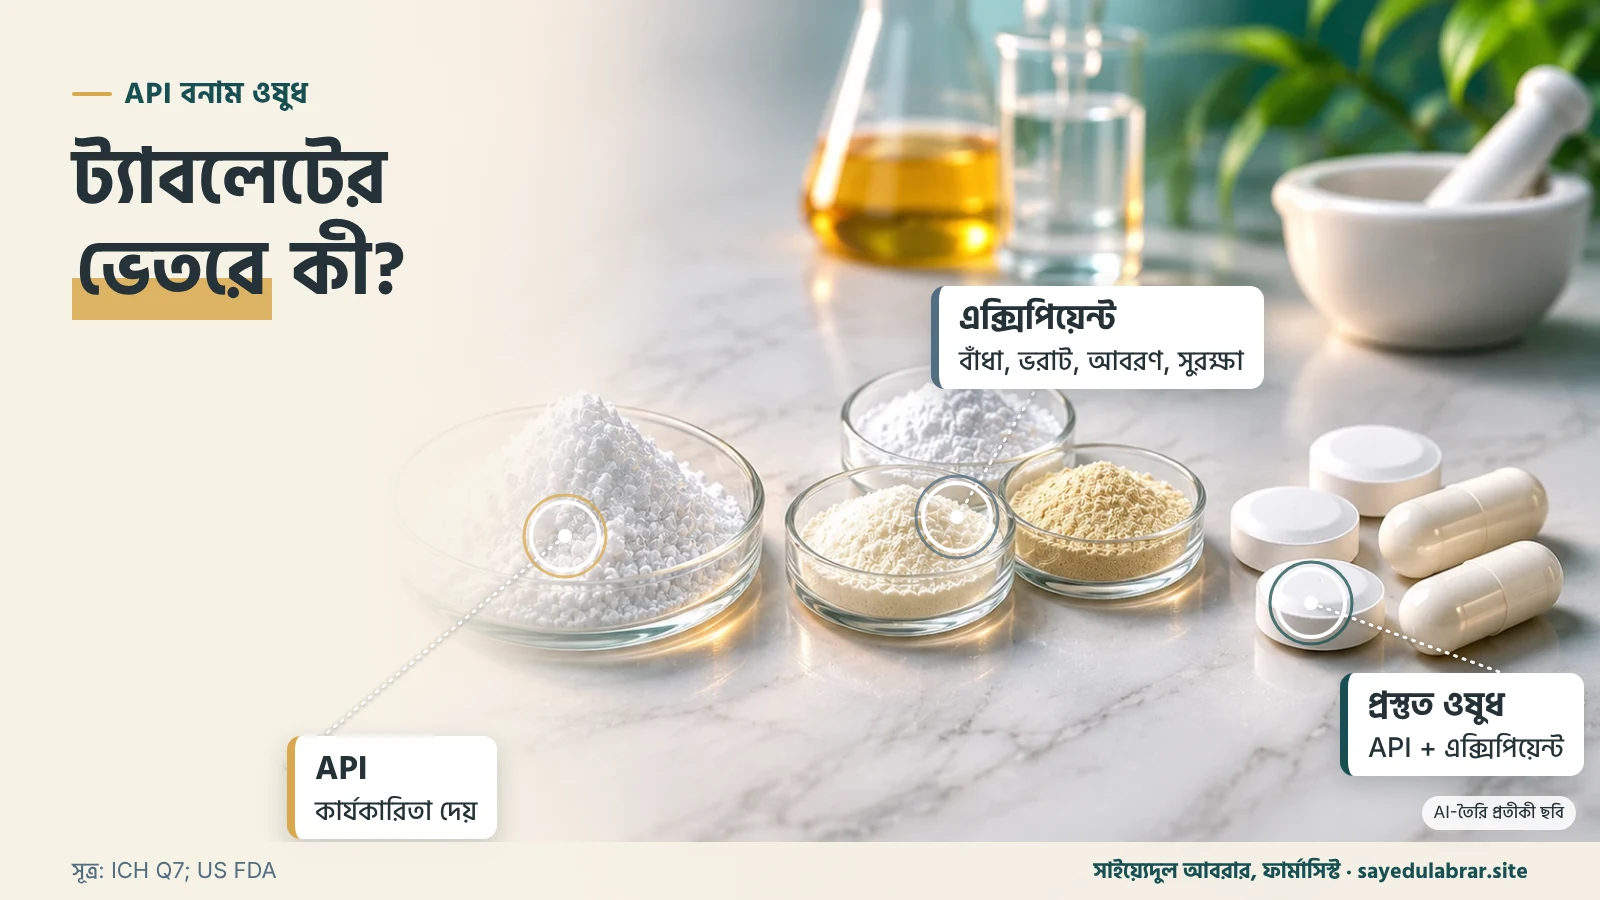 API বনাম ওষুধ
ট্যাবলেটের
ভেতরে কী?
এক্সিপিয়েন্ট
বাঁধা, ভরাট, আবরণ, সুরক্ষা
প্রস্তুত ওষুধ
API + এক্সিপিয়েন্ট
API
কার্যকারিতা দেয়
AI-তৈরি প্রতীকী ছবি
সূত্র: ICH Q7; US FDA
সাইয়্যেদুল আবরার, ফার্মাসিস্ট · sayedulabrar.site